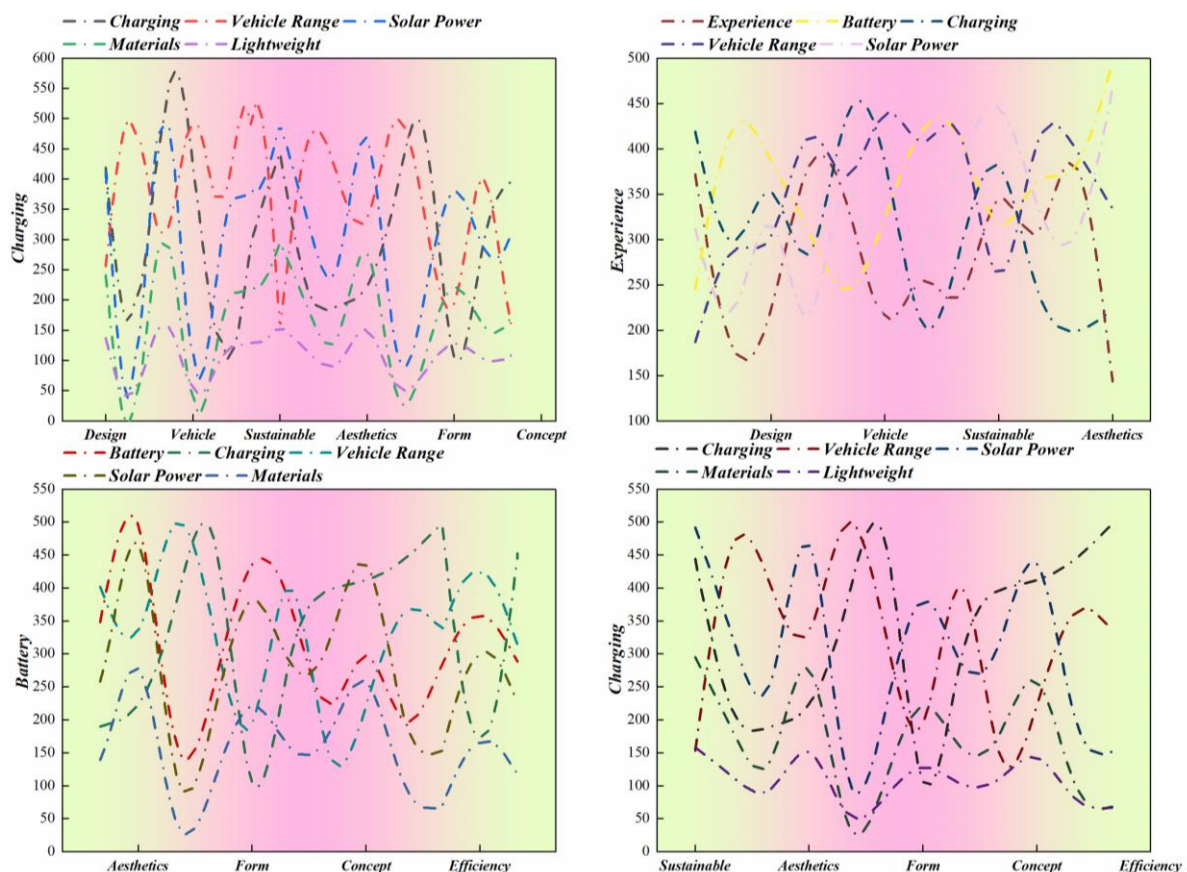 Charging Vehicle Range Solar Power
Materials Lightweight
Charging
600
550
500
450
400
350
300
250
200
150
100
50
0
Design Vehicle Sustainable Aesthetics Form Concept
Experience Battery Charging
Vehicle Range Solar Power
Experience
500
450
400
350
300
250
200
150
100
Design Vehicle Sustainable Aesthetics
Battery Charging Vehicle Range
Solar Power Materials
Battery
550
500
450
400
350
300
250
200
150
100
50
0
Aesthetics Form Concept Efficiency
Charging Vehicle Range Solar Power
Materials Lightweight
Charging
550
500
450
400
350
300
250
200
150
100
50
0
Sustainable Aesthetics Form Concept Efficiency